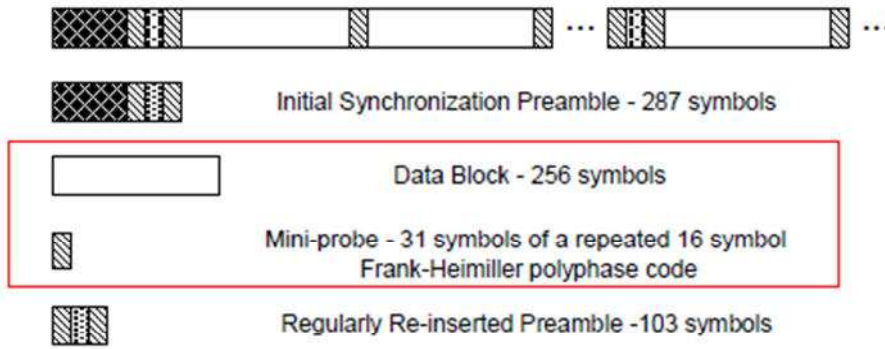 ...
...
Initial Synchronization Preamble - 287 symbols
Data Block - 256 symbols
Mini-probe - 31 symbols of a repeated 16 symbol
Frank-Heimiller polyphase code
Regularly Re-inserted Preamble -103 symbols